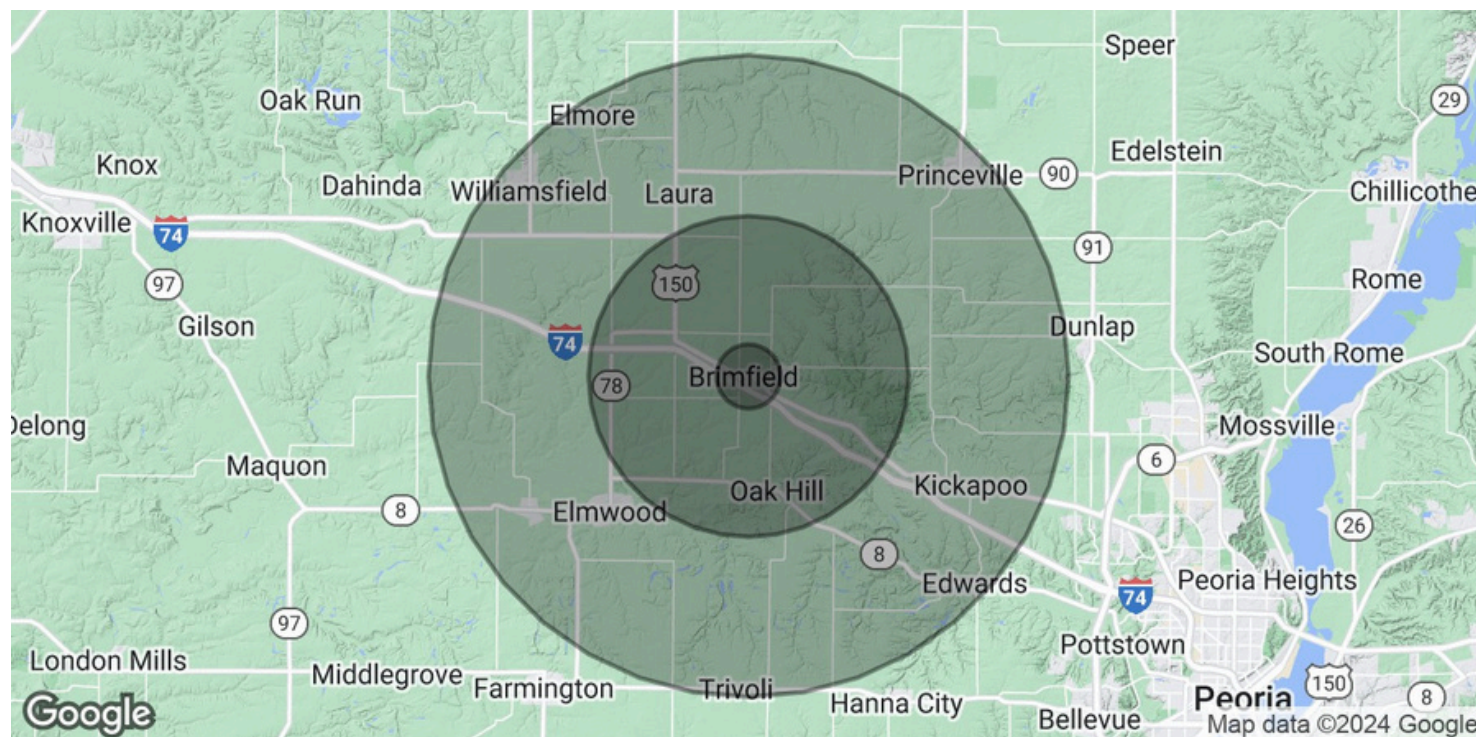 Speer
Oak Run
29
Elmore
Knox
Edelstein
Dahinda
Williamsfield
Laura
Princeville
90
Chillicothe
Knoxville
74
91
97
150
Rome
Gilson
74
Dunlap
South Rome
Brimfield
78
Delong
Mossville
Maquon
6
Oak Hill
Kickapoo
8
Elmwood
26
8
Edwards
74
Peoria Heights
97
Pottstown
London Mills
Middlegrove
Farmington
Trivoli
Hanna City
Peoria
150
8
Google
Bellevue
Map data ©2024 Google